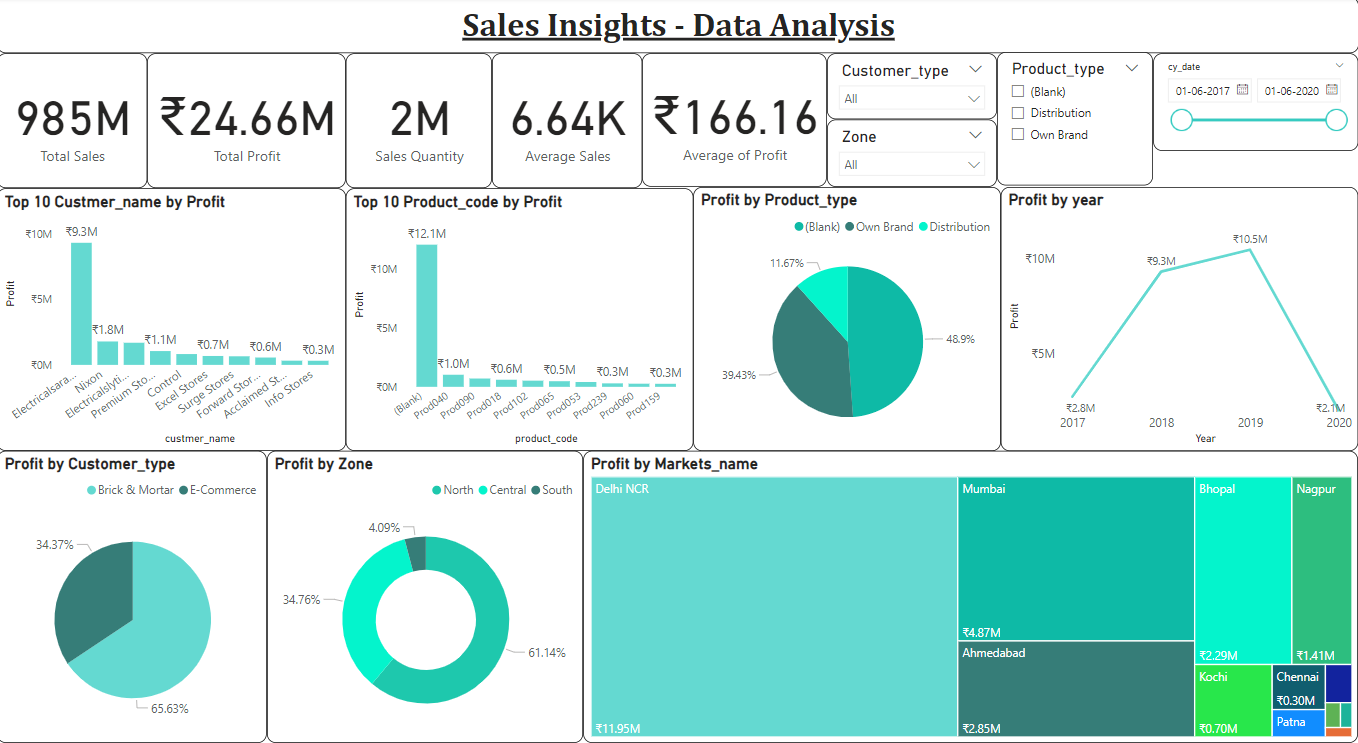 Sales Insights - Data Analysis
985M
Total Sales
₹24.66M
Total Profit
2M
Sales Quantity
6.64K
Average Sales
₹166.16
Average of Profit
Customer_type
All
Zone
All
Product_type
(Blank)
Distribution
Own Brand
cy_date
01-06-2017 01-06-2020
Top 10 Custmer_name by Profit
₹10M
₹5M
₹0M
Profit
₹9.3M
₹1.8M
₹1.1M
₹0.7M
₹0.6M
₹0.3M
Electricalsara...
Nixon
Electricalslyti...
Premium Sto...
Control
Excel Stores
Surge Stores
Forward Stor...
Acclaimed St...
Info Stores
custmer_name
Top 10 Product_code by Profit
₹10M
₹5M
₹0M
Profit
₹12.1M
₹1.0M
₹0.6M
₹0.5M
₹0.3M
₹0.3M
(Blank)
Prod040
Prod090
Prod018
Prod102
Prod065
Prod053
Prod239
Prod060
Prod159
product_code
Profit by Product_type
(Blank) Own Brand Distribution
11.67%
48.9%
39.43%
Profit by year
₹10M
₹5M
Profit
₹2.8M
₹9.3M
₹10.5M
₹2.1M
2017 2018 2019 2020
Year
Profit by Customer_type
Brick & Mortar E-Commerce
34.37%
65.63%
Profit by Zone
North Central South
4.09%
34.76%
61.14%
Profit by Markets_name
Delhi NCR
₹11.95M
Mumbai
₹4.87M
Ahmedabad
₹2.85M
Bhopal
₹2.29M
Nagpur
₹1.41M
Kochi
₹0.70M
Chennai
₹0.30M
Patna